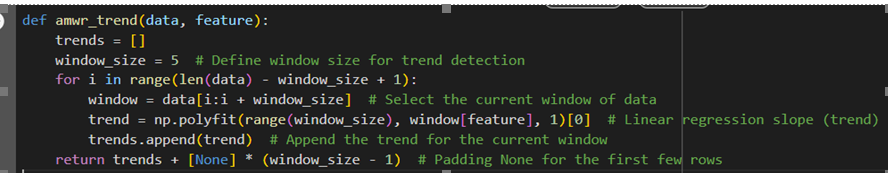 def amwr_trend(data, feature):
    trends = []
    window_size = 5  # Define window size for trend detection
    for i in range(len(data) - window_size + 1):
        window = data[i:i + window_size]  # Select the current window of data
        trend = np.polyfit(range(window_size), window[feature], 1)[0]  # Linear regression slope (trend)
        trends.append(trend)  # Append the trend for the current window
    return trends + [None] * (window_size - 1)  # Padding None for the first few rows